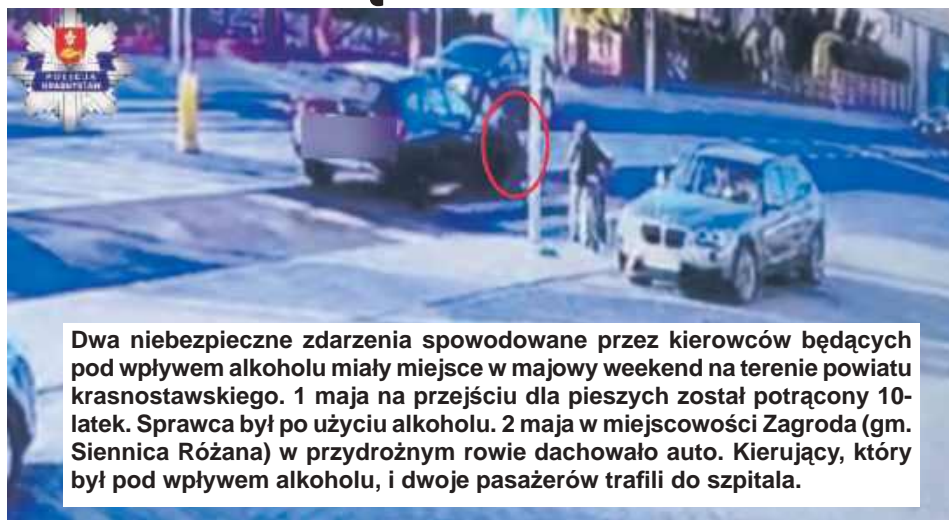 POLICJA
KRASNYSTAW
Dwa niebezpieczne zdarzenia spowodowane przez kierowców będących
pod wpływem alkoholu miały miejsce w majowy weekend na terenie powiatu
krasnostawskiego. 1 maja na przejściu dla pieszych został potrącony 10-
latek. Sprawca był po użyciu alkoholu. 2 maja w miejscowości Zagroda (gm.
Siennica Różana) w przydrożnym rowie dachowało auto. Kierujący, który
był pod wpływem alkoholu, i dwoje pasażerów trafili do szpitala.